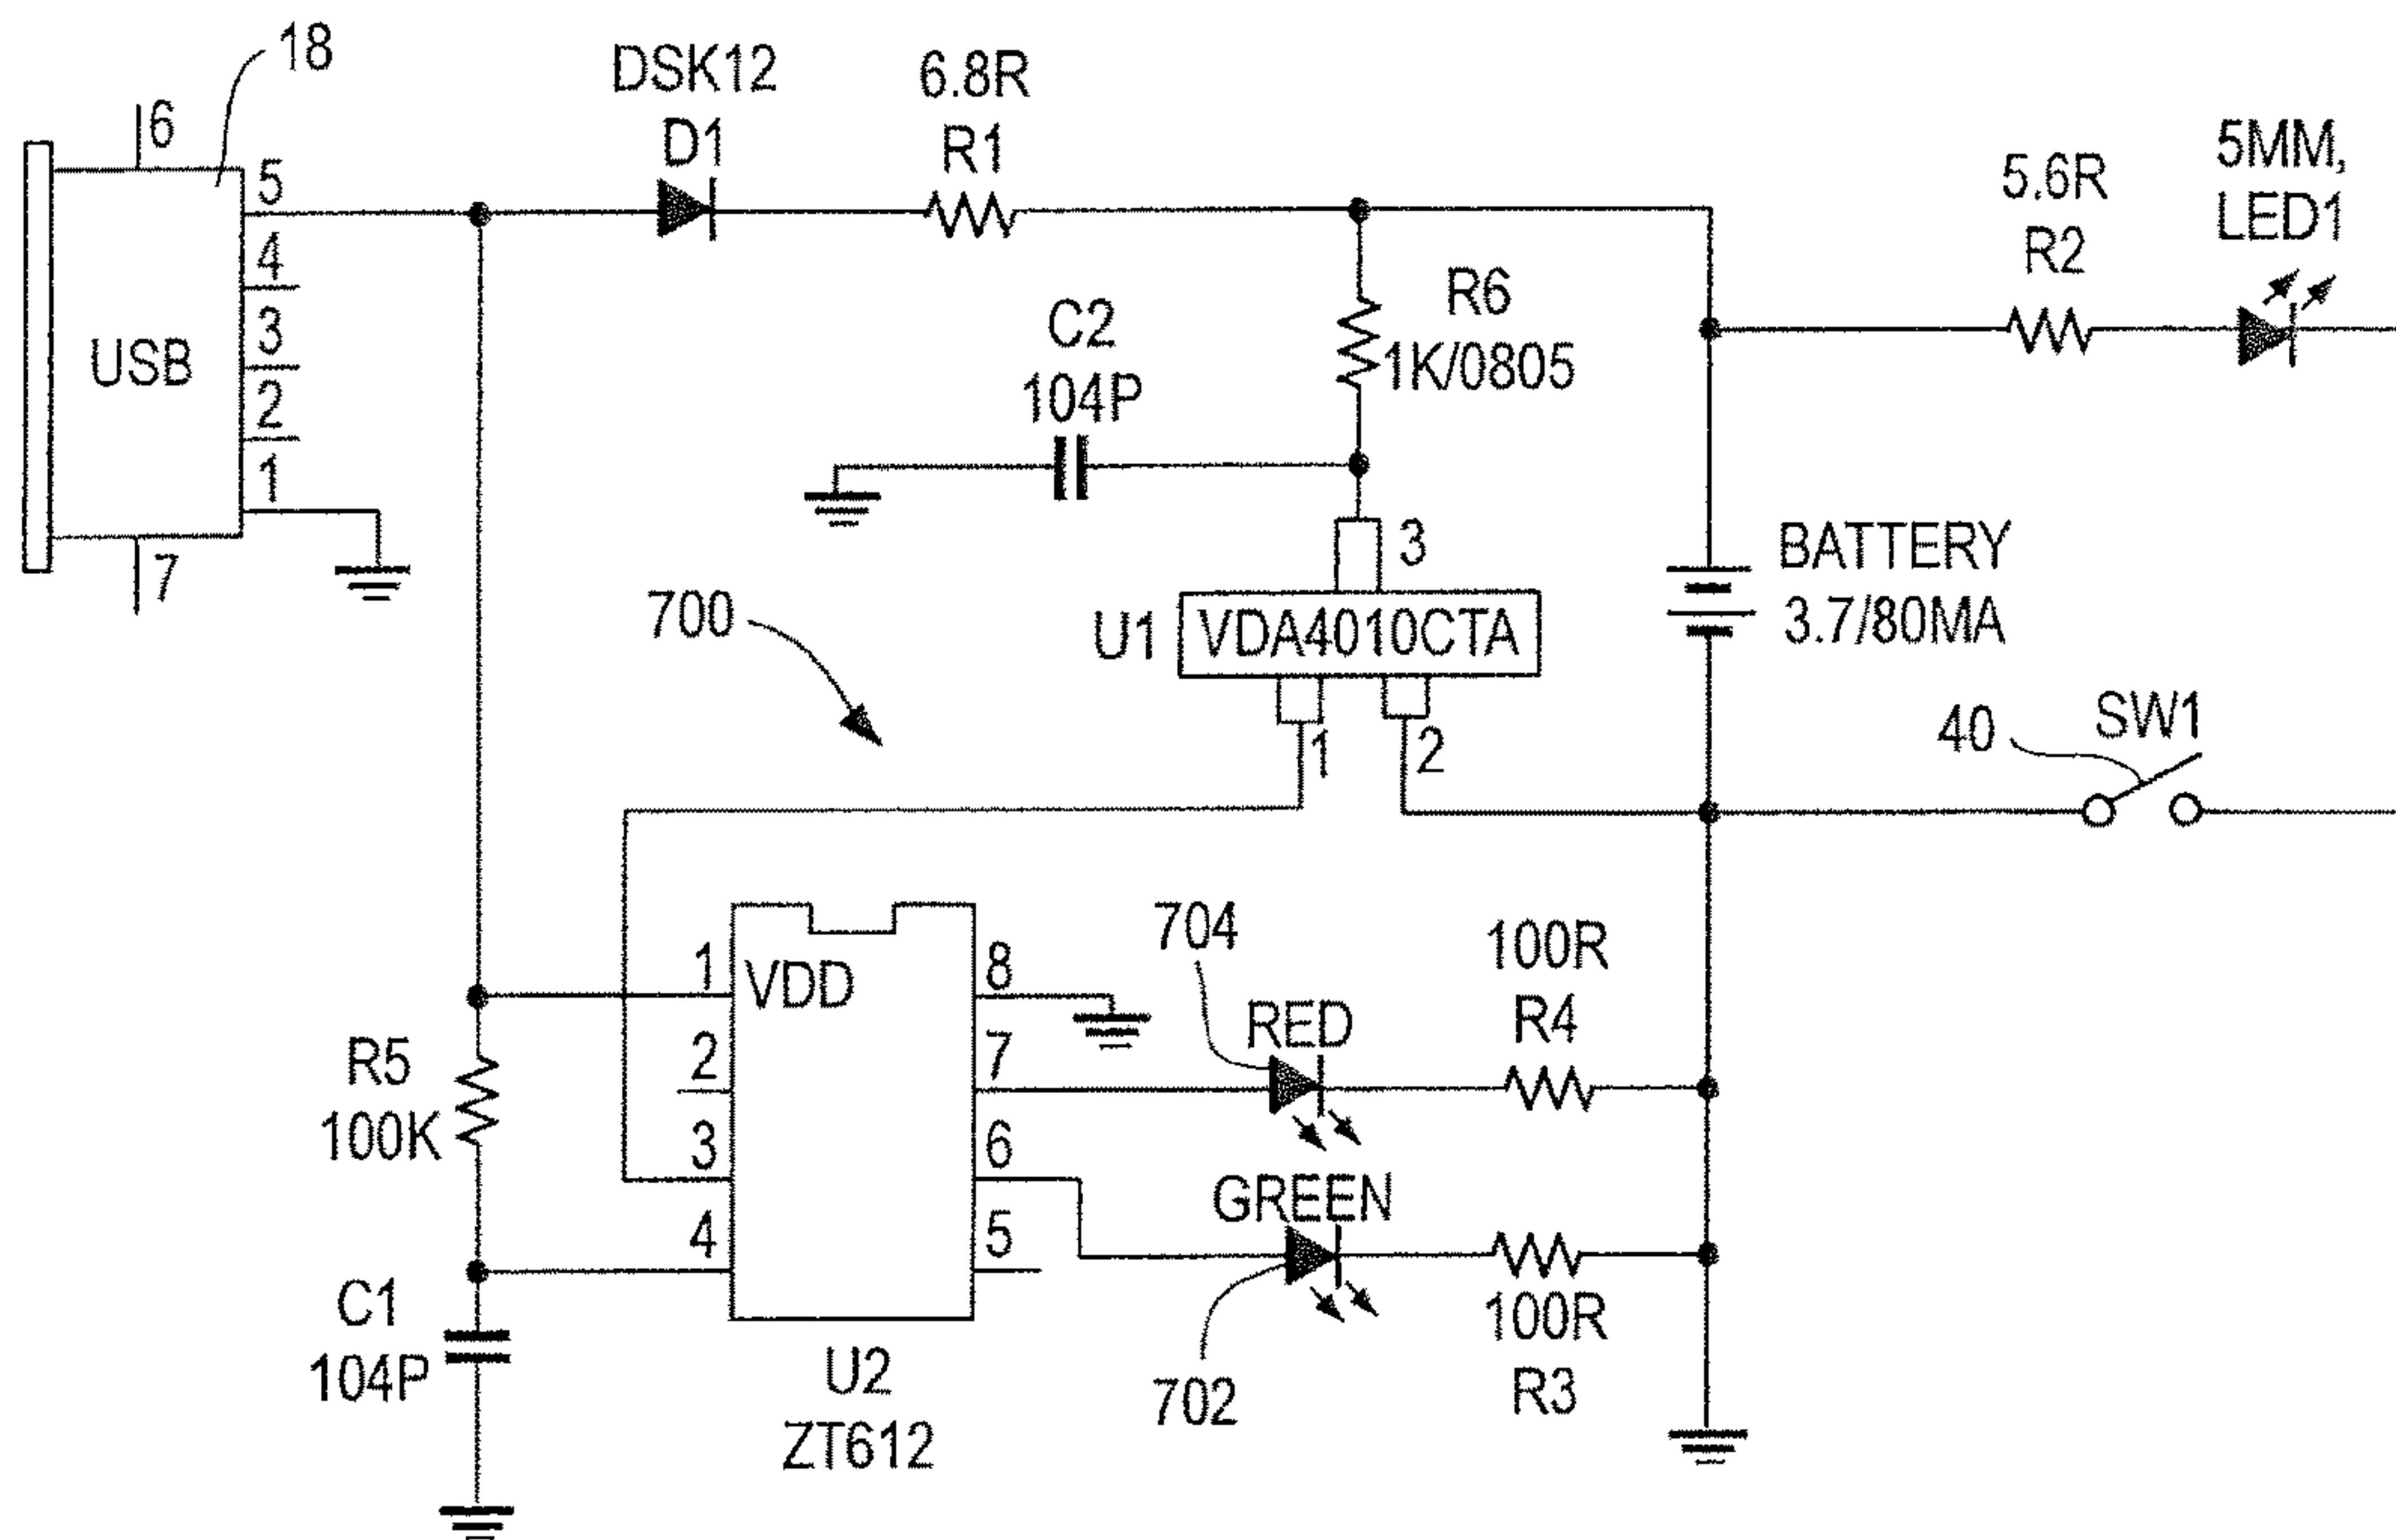 18
6
5
4
3
2
1
7
USB
DSK12
D1
6.8R
R1
5.6R
R2
5MM,
LED1
C2
104P
R6
1K/0805
3
U1
VDA4010CTA
1
2
700
BATTERY
3.7/80MA
40
SW1
1
VDD
2
3
4
8
7
6
5
704
RED
100R
R4
R5
100K
GREEN
702
100R
R3
C1
104P
U2
ZT612